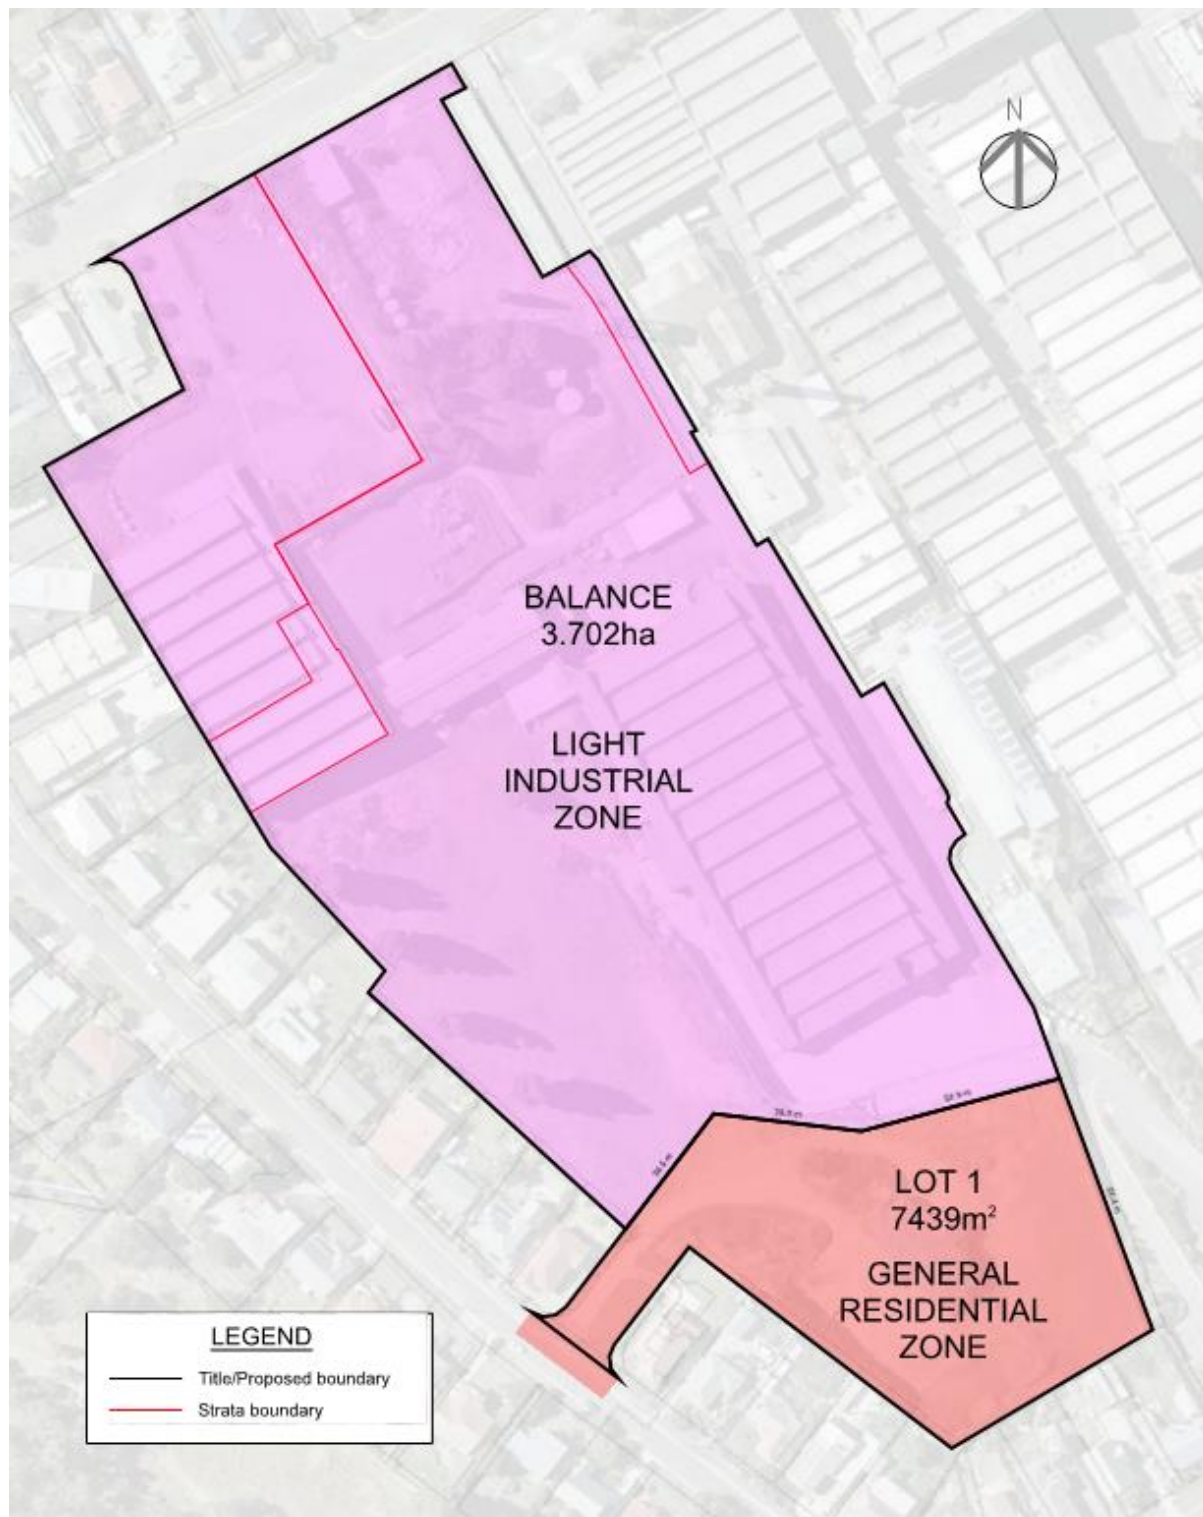 N
BALANCE
3.702ha
LIGHT
INDUSTRIAL
ZONE
LOT 1
7439m²
GENERAL
RESIDENTIAL
ZONE
LEGEND
Title/Proposed boundary
Strata boundary